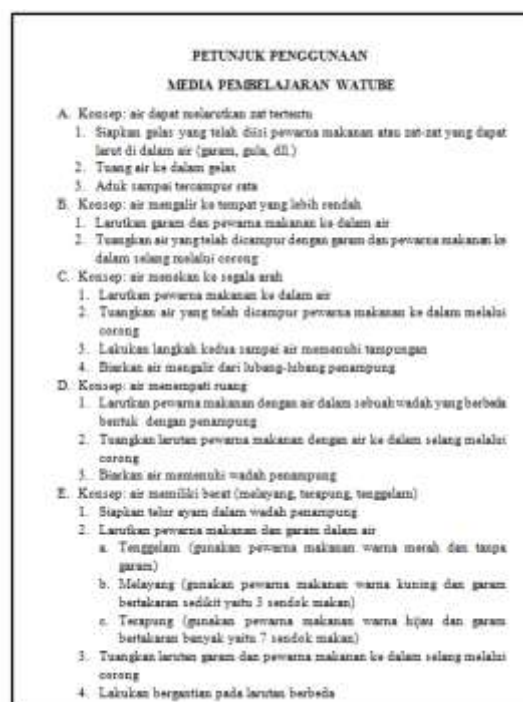 PETUNJUK PENGGUNAAN
MEDIA PEMBELAJARAN WATUBE
A. Konsep: air dapat melarutkan zat tertentu
1. Siapkan gelas yang telah diisi pewarna makanan atau zat-zat yang dapat
larut di dalam air (garam, gula, dll.)
2. Tuang air ke dalam gelas
3. Aduk sampai tercampur rata
B. Konsep: air mengalir ke tempat yang lebih rendah
1. Larutkan garam dan pewarna makanan ke dalam air
2. Tuangkan air yang telah dicampur dengan garam dan pewarna makanan ke
dalam selang melalui corong
C. Konsep: air menekan ke segala arah
1. Larutkan pewarna makanan ke dalam air
2. Tuangkan air yang telah dicampur pewarna makanan ke dalam melalui
corong
3. Lakukan langkah kedua sampai air memenuhi tampungan
4. Biarkan air mengalir dari lubang-lubang penampung
D. Konsep: air menempati ruang
1. Larutkan pewarna makanan dengan air dalam sebuah wadah yang berbeda
bentuk dengan penampung
2. Tuangkan larutan pewarna makanan dengan air ke dalam selang melalui
corong
3. Biarkan air memenuhi wadah penampung
E. Konsep: air memiliki berat (melayang, terapung, tenggelam)
1. Siapkan telur ayam dalam wadah penampung
2. Larutkan pewarna makanan dan garam dalam air
a. Tenggelam (gunakan pewarna makanan warna merah dan tanpa
garam)
b. Melayang (gunakan pewarna makanan warna kuning dan garam
bertakaran sedikit yaitu 3 sendok makan)
c. Terapung (gunakan pewarna makanan warna hijau dan garam
bertakaran banyak yaitu 7 sendok makan)
3. Tuangkan larutan garam dan pewarna makanan ke dalam selang melalui
corong
4. Lakukan bergantian pada larutan berbeda